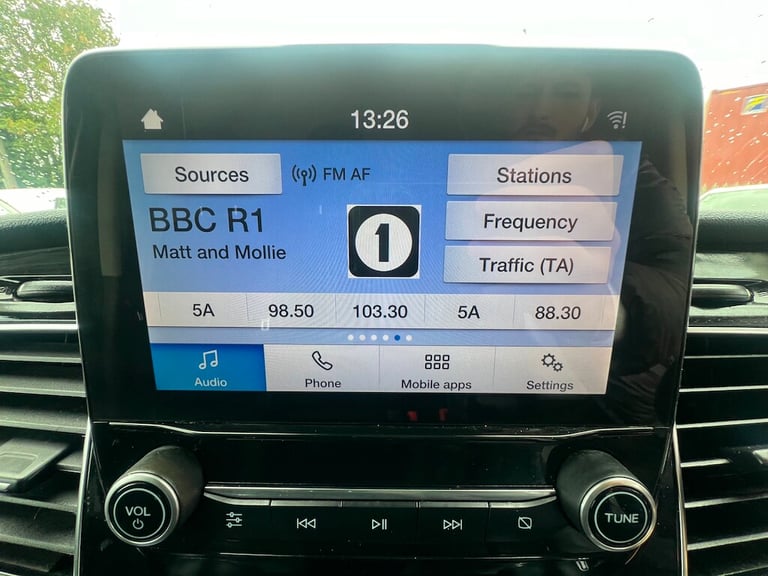 13:26
Sources
FM AF
Stations
BBC R1
1
Frequency
Matt and Mollie
Traffic (TA)
5A 98.50 103.30 5A 88.30
Audio Phone Mobile apps Settings
VOL
TUNE